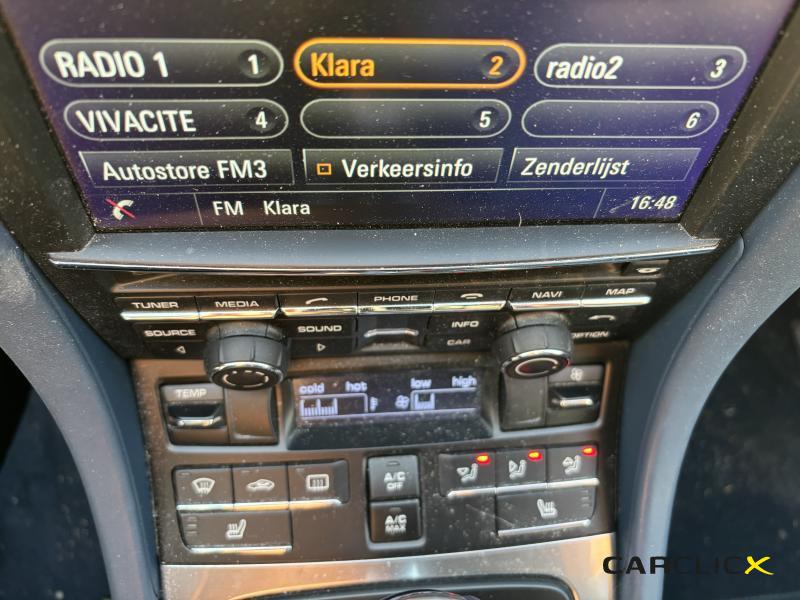 RADIO 1 1 Klara 2 radio2 3
VIVACITE 4 5 6
Autostore FM3 Verkeersinfo Zenderlijst
FM Klara 16:48
TUNER MEDIA PHONE NAVI MAP
SOURCE SOUND INFO OPTION
CAR
cold hot low high
TEMP
A/C OFF
A/C MAX
CARCLICX